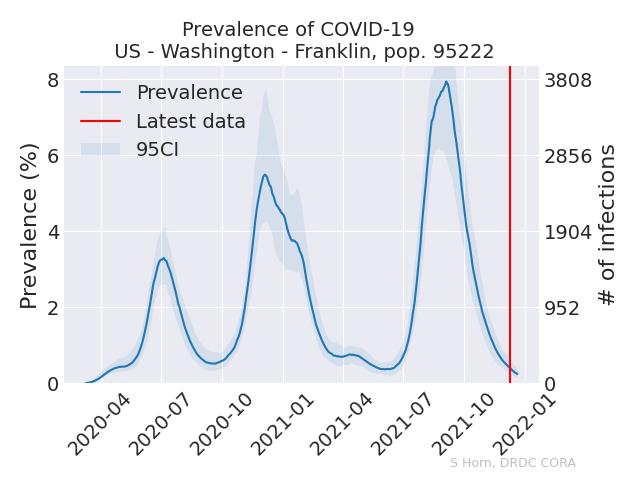 Prevalence of COVID-19
US - Washington - Franklin, pop. 95222
Prevalence
Latest data
95CI
Prevalence (%)
8
6
4
2
0
3808
2856
1904
952
0
# of infections
2020-04
2020-07
2020-10
2021-01
2021-04
2021-07
2021-10
2022-01
S Horn, DRDC CORA